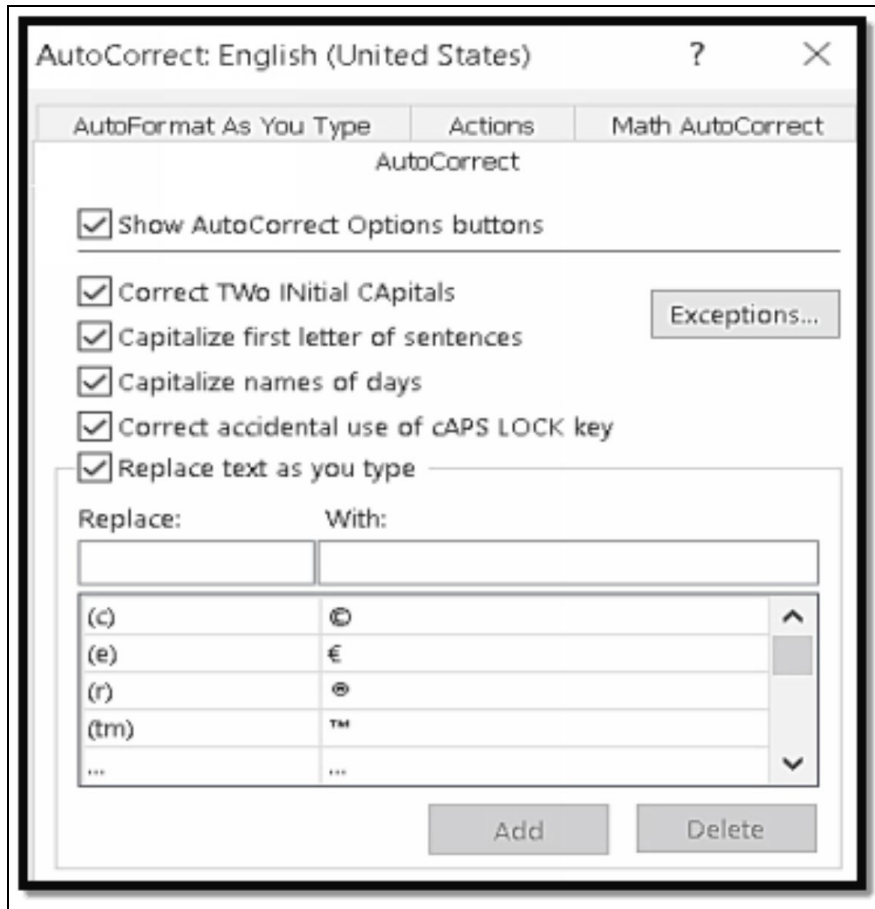 AutoCorrect: English (United States) ?
AutoFormat As You Type Actions Math AutoCorrect
AutoCorrect
Show AutoCorrect Options buttons
Correct TWo INitial CApitals
Exceptions...
Capitalize first letter of sentences
Capitalize names of days
Correct accidental use of cAPS LOCK key
Replace text as you type
Replace: With:
(c) ©
(e) €
(r) ®
(tm) ™
... ...
Add Delete